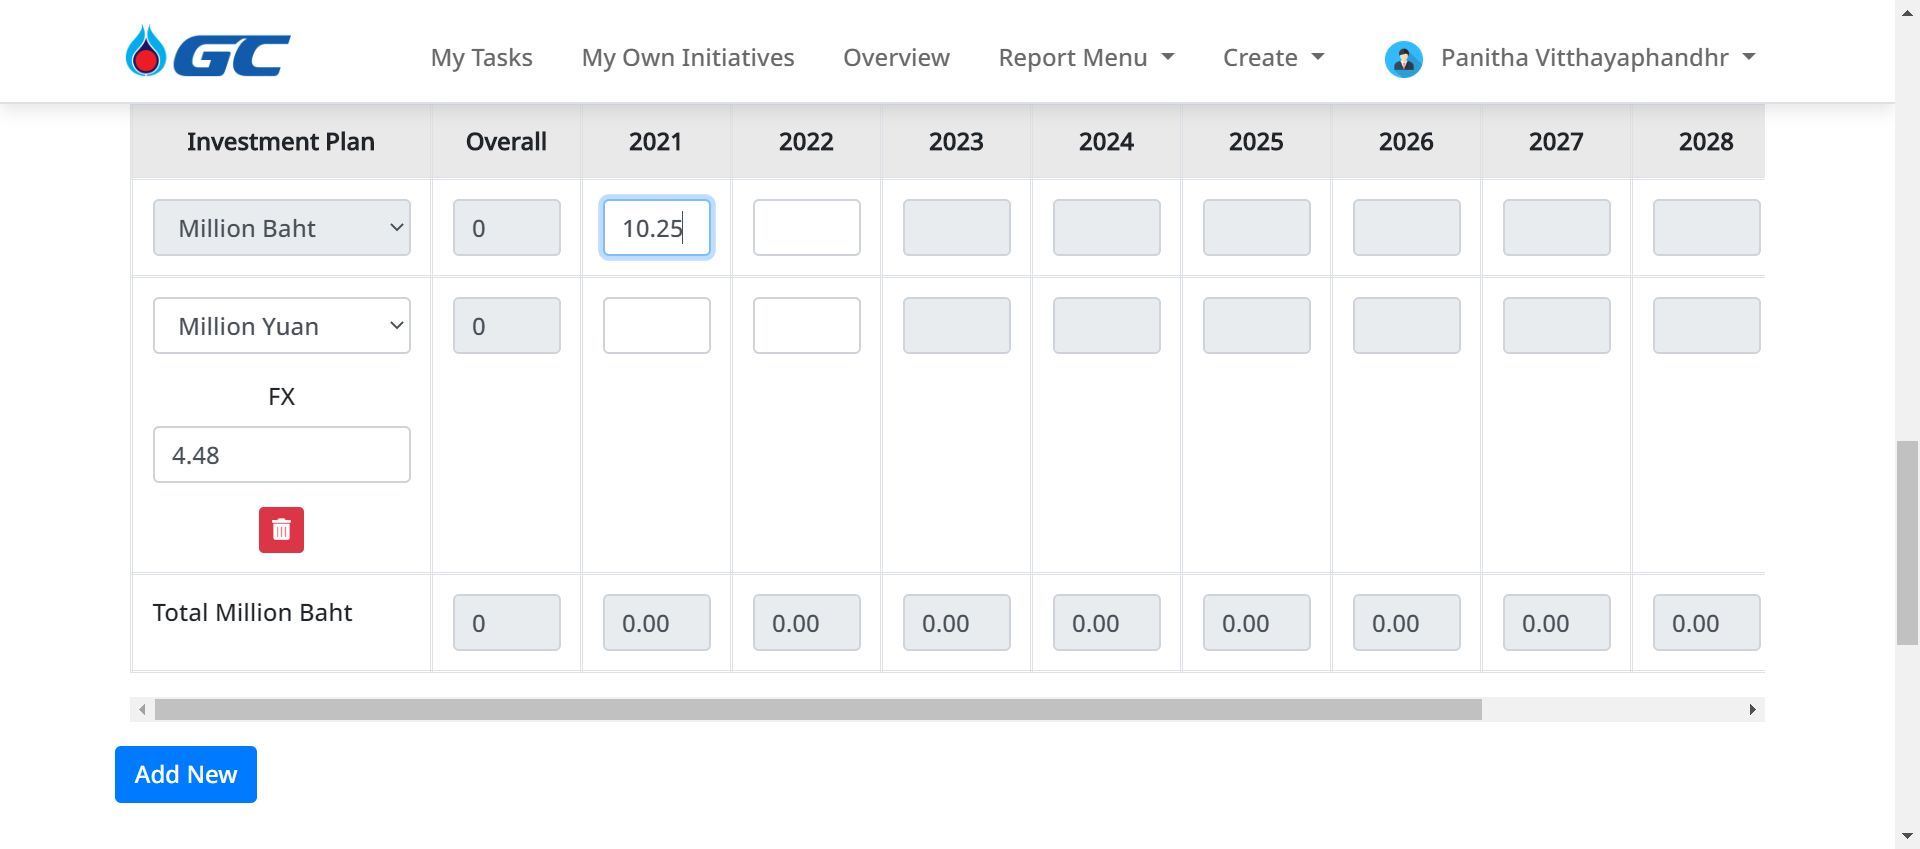 GC My Tasks My Own Initiatives Overview Report Menu Create Panitha Vitthayaphandhr
Investment Plan Overall 2021 2022 2023 2024 2025 2026 2027 2028
Million Baht 0 10.25
Million Yuan 0
FX
4.48
Total Million Baht 0 0.00 0.00 0.00 0.00 0.00 0.00 0.00 0.00
Add New